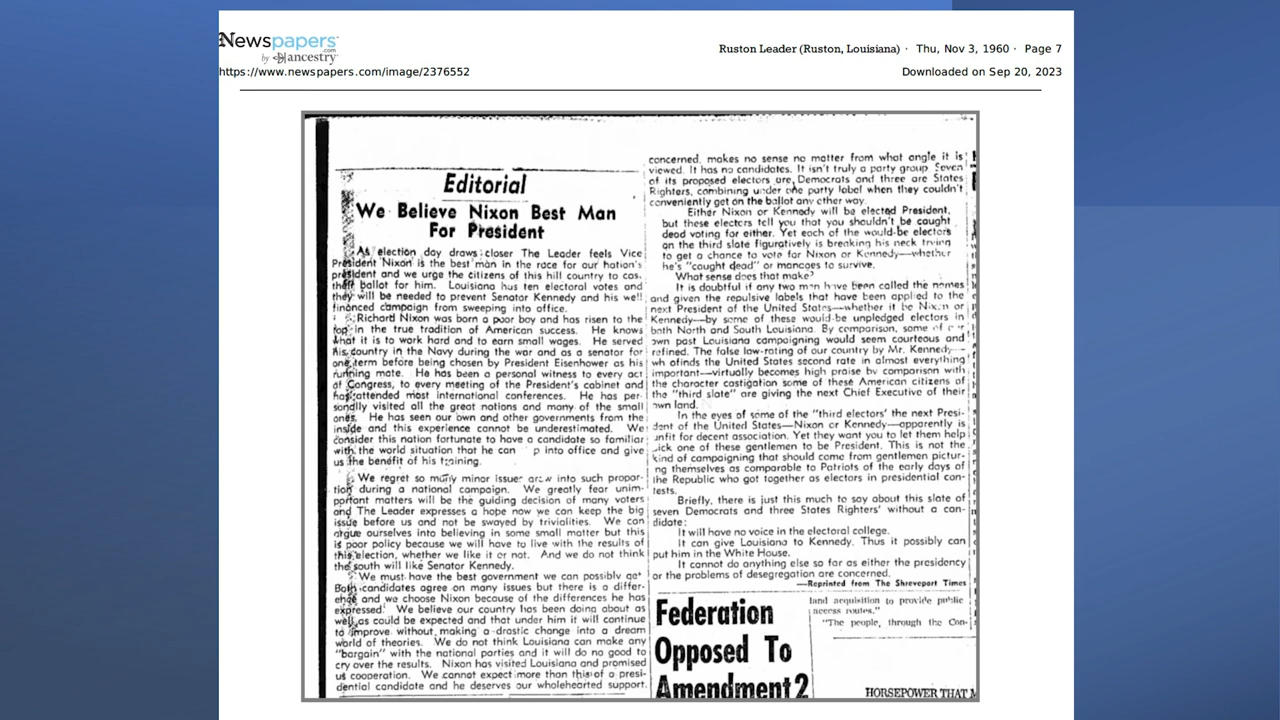 Newspapers
.com
by ancestry
Ruston Leader (Ruston, Louisiana) · Thu, Nov 3, 1960 · Page 7
https://www.newspapers.com/image/2376552
Downloaded on Sep 20, 2023
Editorial
We Believe Nixon Best Man
For President
As election day draws closer The Leader feels Vice
President Nixon is the best man in the race for our nation's
president and we urge the citizens of this hill country to cas.
their ballot for him. Louisiana has ten electoral votes and
they will be needed to prevent Senator Kennedy and his well
financed campaign from sweeping into office.
Richard Nixon was born a poor boy and has risen to the
top in the true tradition of American success. He knows
what it is to work hard and to earn small wages. He served
his country in the Navy during the war and as a senator for
one term before being chosen by President Eisenhower as his
running mate. He has been a personal witness to every act
of Congress, to every meeting of the President's cabinet and
has attended most international conferences. He has per-
sonally visited all the great nations and many of the small
ones. He has seen our own and other governments from the
inside and this experience cannot be underestimated. We
consider this nation fortunate to have a candidate so familiar
with the world situation that he can p into office and give
us the benefit of his training.
We regret so many minor issues grow into such propor-
tion during a national campaign. We greatly fear unim-
portant matters will be the guiding decision of many voters
and The Leader expresses a hope now we can keep the big
issue before us and not be swayed by trivialities. We can
argue ourselves into believing in some small matter but this
is poor policy because we will have to live with the results of
this election, whether we like it or not. And we do not think
the south will like Senator Kennedy.
We must have the best government we can possibly get
Both candidates agree on many issues but there is a differ-
ence and we choose Nixon because of the differences he has
expressed. We believe our country has been doing about as
well as could be expected and that under him it will continue
to improve without making a drastic change into a dream
world of theories. We do not think Louisiana can make any
"bargain" with the national parties and it will do no good to
cry over the results. Nixon has visited Louisiana and promised
us cooperation. We cannot expect more than this of a presi-
dential candidate and he deserves our wholehearted support.
concerned, makes no sense no matter from what angle it is
viewed. It has no candidates. It isn't truly a party group Seven
of its proposed electors are Democrats and three are States
Righters, combining under one party label when they couldn't
conveniently get on the ballot any other way.
Either Nixon or Kennedy will be elected President,
but these electors tell you that you shouldn't be caught
dead voting for either. Yet each of the would-be electors
on the third slate figuratively is breaking his neck trying
to get a chance to vote for Nixon or Kennedy—whether
he's "caught dead" or manages to survive.
What sense does that make?
It is doubtful if any two men have been called the names
and given the repulsive labels that have been applied to the
next President of the United States—whether it be Nixon or
Kennedy—by some of these would-be unpledged electors in
both North and South Louisiana. By comparison, some of our
own past Louisiana campaigning would seem courteous and
refined. The false low-rating of our country by Mr. Kennedy—
wh ofinds the United States second rate in almost everything
important—virtually becomes high praise by comparison with
the character castigation some of these American citizens of
the "third slate" are giving the next Chief Executive of their
own land.
In the eyes of some of the "third electors' the next Presi-
dent of the United States—Nixon or Kennedy—apparently is
unfit for decent association. Yet they want you to let them help
pick one of these gentlemen to be President. This is not the
kind of campaigning that should come from gentlemen pictur-
ng themselves as comparable to Patriots of the early days of
the Republic who got together as electors in presidential con-
tests.
Briefly, there is just this much to say about this slate of
seven Democrats and three States Righters' without a can-
didate:
It will have no voice in the electoral college.
It can give Louisiana to Kennedy. Thus it possibly can
put him in the White House.
It cannot do anything else so far as either the presidency
or the problems of desegregation are concerned.
—Reprinted from The Shreveport Times
Federation
Opposed To
Amendment 2
land acquisition to provide public
access routes."
"The people, through the Con-
HORSEPOWER THAT